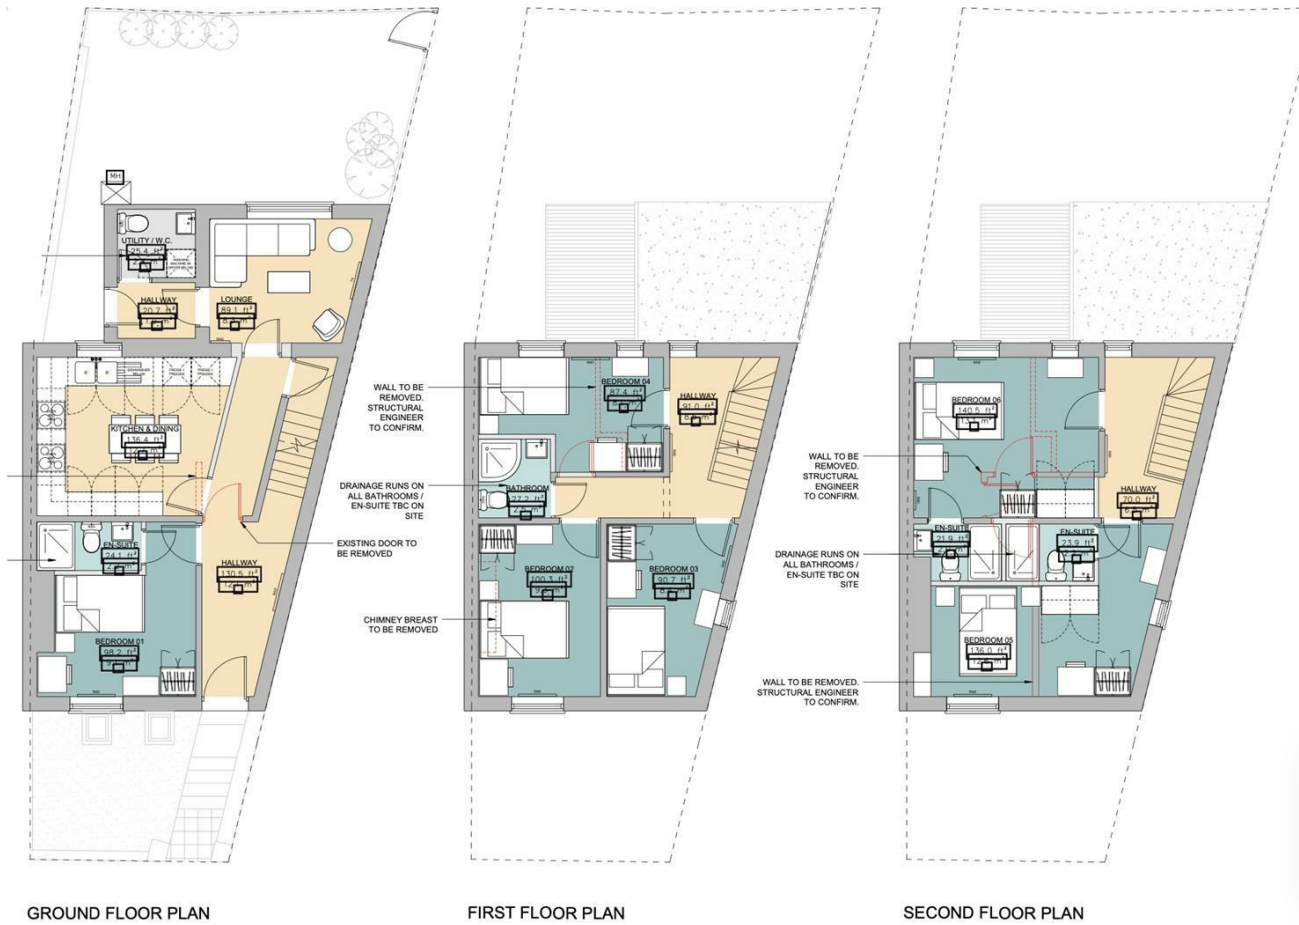 MH
UTILITY / W.C.
25.4 ft²
HALLWAY
20.7 ft²
LOUNGE
89.1 ft²
KITCHEN & DINING
136.4 ft²
EN-SUITE
24.1 ft²
EXISTING DOOR TO
BE REMOVED
HALLWAY
130.5 ft²
BEDROOM 01
98.2 ft²
GROUND FLOOR PLAN
WALL TO BE
REMOVED.
STRUCTURAL
ENGINEER
TO CONFIRM.
BEDROOM 04
87.4 ft²
HALLWAY
91.0 ft²
DRAINAGE RUNS ON
ALL BATHROOMS /
EN-SUITE TBC ON
SITE
BATHROOM
27.2 ft²
BEDROOM 02
100.3 ft²
BEDROOM 03
90.7 ft²
CHIMNEY BREAST
TO BE REMOVED
FIRST FLOOR PLAN
BEDROOM 06
140.5 ft²
WALL TO BE
REMOVED.
STRUCTURAL
ENGINEER
TO CONFIRM.
HALLWAY
70.0 ft²
DRAINAGE RUNS ON
ALL BATHROOMS /
EN-SUITE TBC ON
SITE
EN-SUITE
21.9 ft²
EN-SUITE
23.9 ft²
BEDROOM 05
136.0 ft²
WALL TO BE REMOVED.
STRUCTURAL ENGINEER
TO CONFIRM.
SECOND FLOOR PLAN